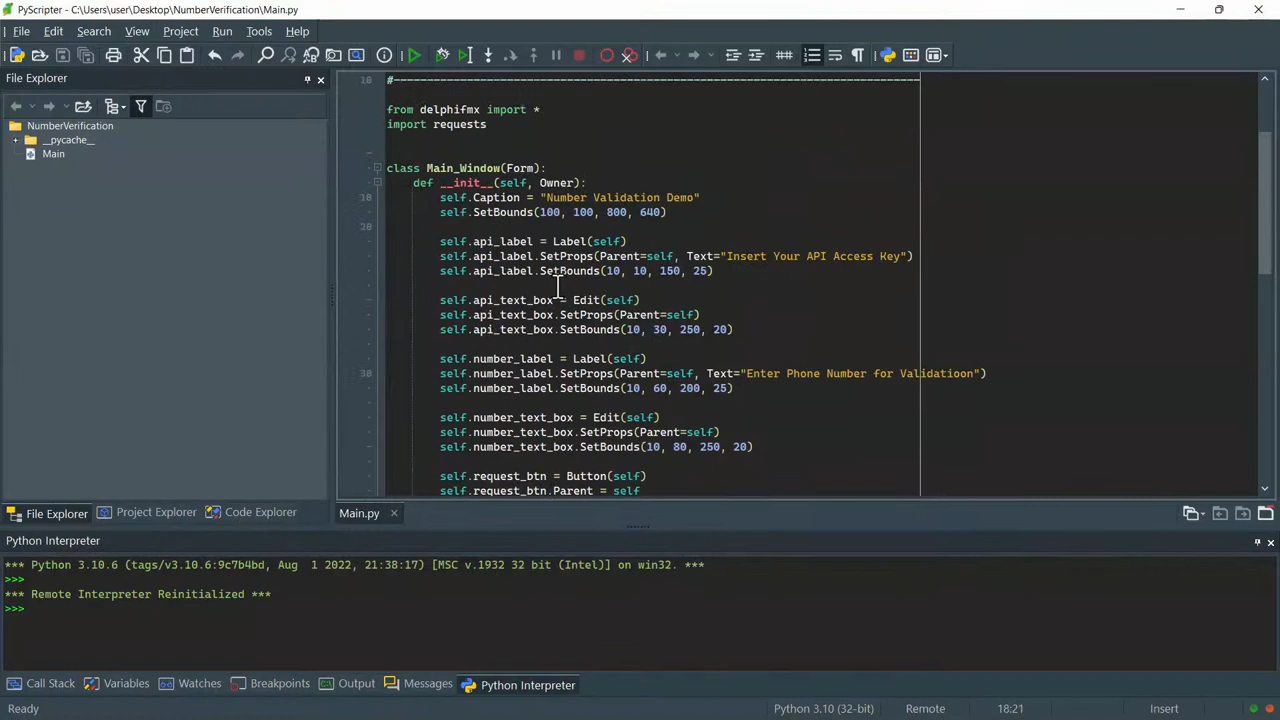 PyScripter - C:\Users\user\Desktop\NumberVerification\Main.py
File Edit Search View Project Run Tools Help
File Explorer
NumberVerification
__pycache__
Main
10 #-------------------------------------------------------------------------------
from delphifmx import *
import requests
class Main_Window(Form):
def __init__(self, Owner):
18 self.Caption = "Number Validation Demo"
self.SetBounds(100, 100, 800, 640)
20
self.api_label = Label(self)
self.api_label.SetProps(Parent=self, Text="Insert Your API Access Key")
self.api_label.SetBounds(10, 10, 150, 25)
self.api_text_box = Edit(self)
self.api_text_box.SetProps(Parent=self)
self.api_text_box.SetBounds(10, 30, 250, 20)
self.number_label = Label(self)
30 self.number_label.SetProps(Parent=self, Text="Enter Phone Number for Validatioon")
self.number_label.SetBounds(10, 60, 200, 25)
self.number_text_box = Edit(self)
self.number_text_box.SetProps(Parent=self)
self.number_text_box.SetBounds(10, 80, 250, 20)
self.request_btn = Button(self)
self.request_btn.Parent = self
File Explorer Project Explorer Code Explorer
Main.py
Python Interpreter
*** Python 3.10.6 (tags/v3.10.6:9c7b4bd, Aug  1 2022, 21:38:17) [MSC v.1932 32 bit (Intel)] on win32. ***
>>>
*** Remote Interpreter Reinitialized ***
>>>
Call Stack Variables Watches Breakpoints Output Messages Python Interpreter
Ready Python 3.10 (32-bit) Remote 18:21 Insert